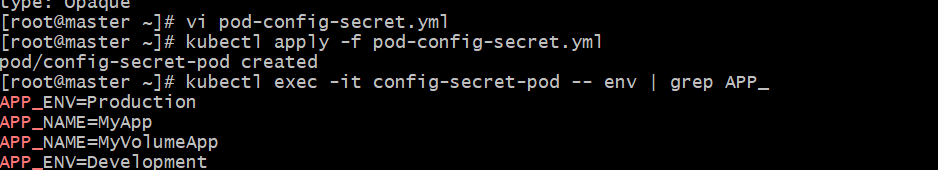 type: Opaque
[root@master ~]# vi pod-config-secret.yml
[root@master ~]# kubectl apply -f pod-config-secret.yml
pod/config-secret-pod created
[root@master ~]# kubectl exec -it config-secret-pod -- env | grep APP_
APP_ENV=Production
APP_NAME=MyApp
APP_NAME=MyVolumeApp
APP_ENV=Development